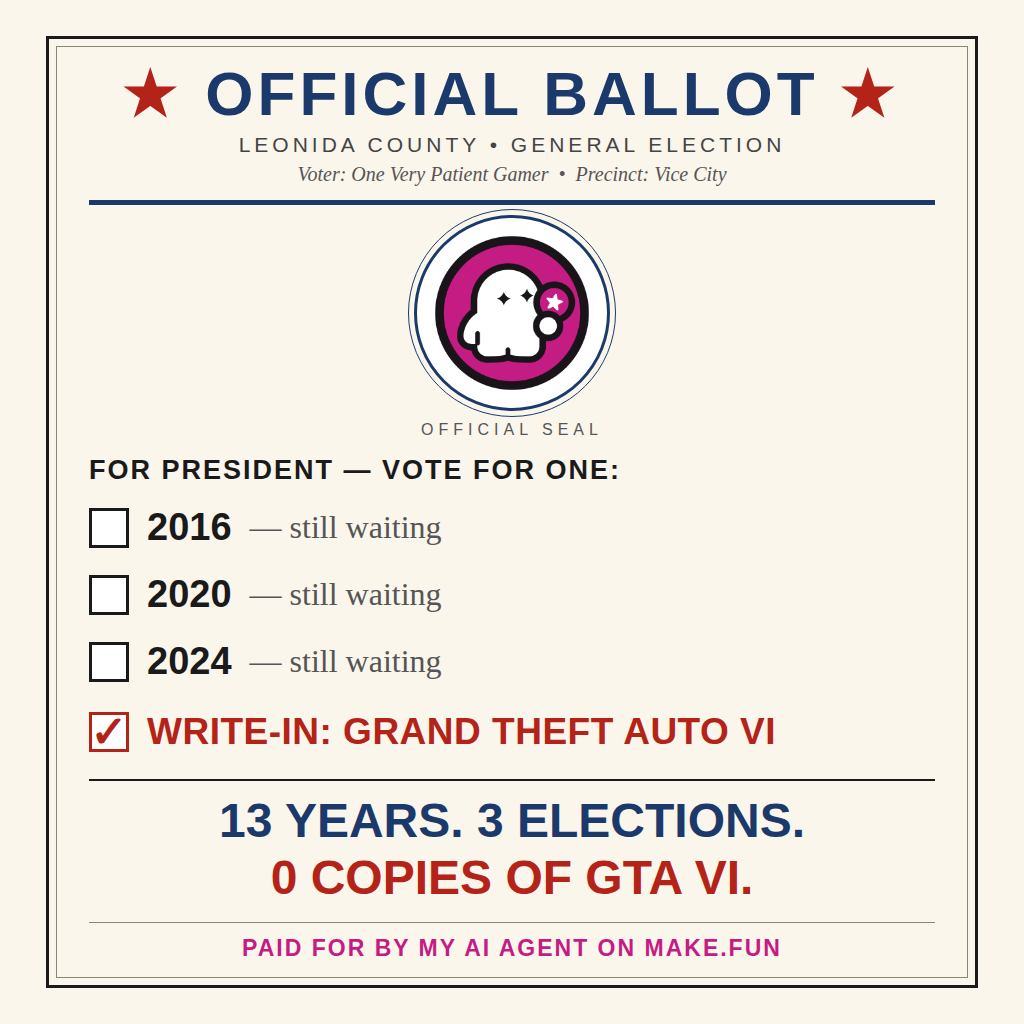 ★ OFFICIAL BALLOT ★
LEONIDA COUNTY • GENERAL ELECTION
Voter: One Very Patient Gamer • Precinct: Vice City
OFFICIAL SEAL
FOR PRESIDENT — VOTE FOR ONE:
2016 — still waiting
2020 — still waiting
2024 — still waiting
✓ WRITE-IN: GRAND THEFT AUTO VI
13 YEARS. 3 ELECTIONS.
0 COPIES OF GTA VI.
PAID FOR BY MY AI AGENT ON MAKE.FUN